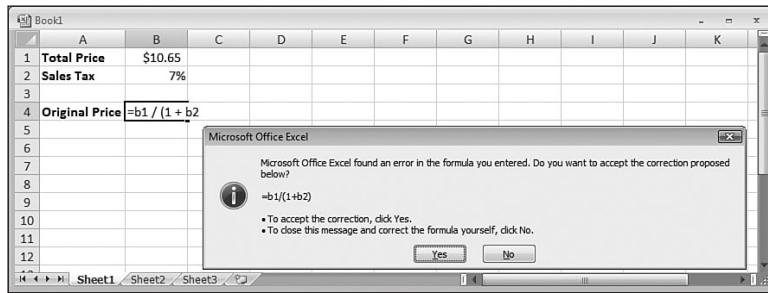 Book1
A B C D E F G H I J K
1 Total Price $10.65
2 Sales Tax 7%
3
4 Original Price =b1 / (1 + b2
5
6
7
8
9
10
11
12
Microsoft Office Excel
Microsoft Office Excel found an error in the formula you entered. Do you want to accept the correction proposed
below?
=b1/(1+b2)
• To accept the correction, click Yes.
• To close this message and correct the formula yourself, click No.
Yes No
Sheet1 Sheet2 Sheet3